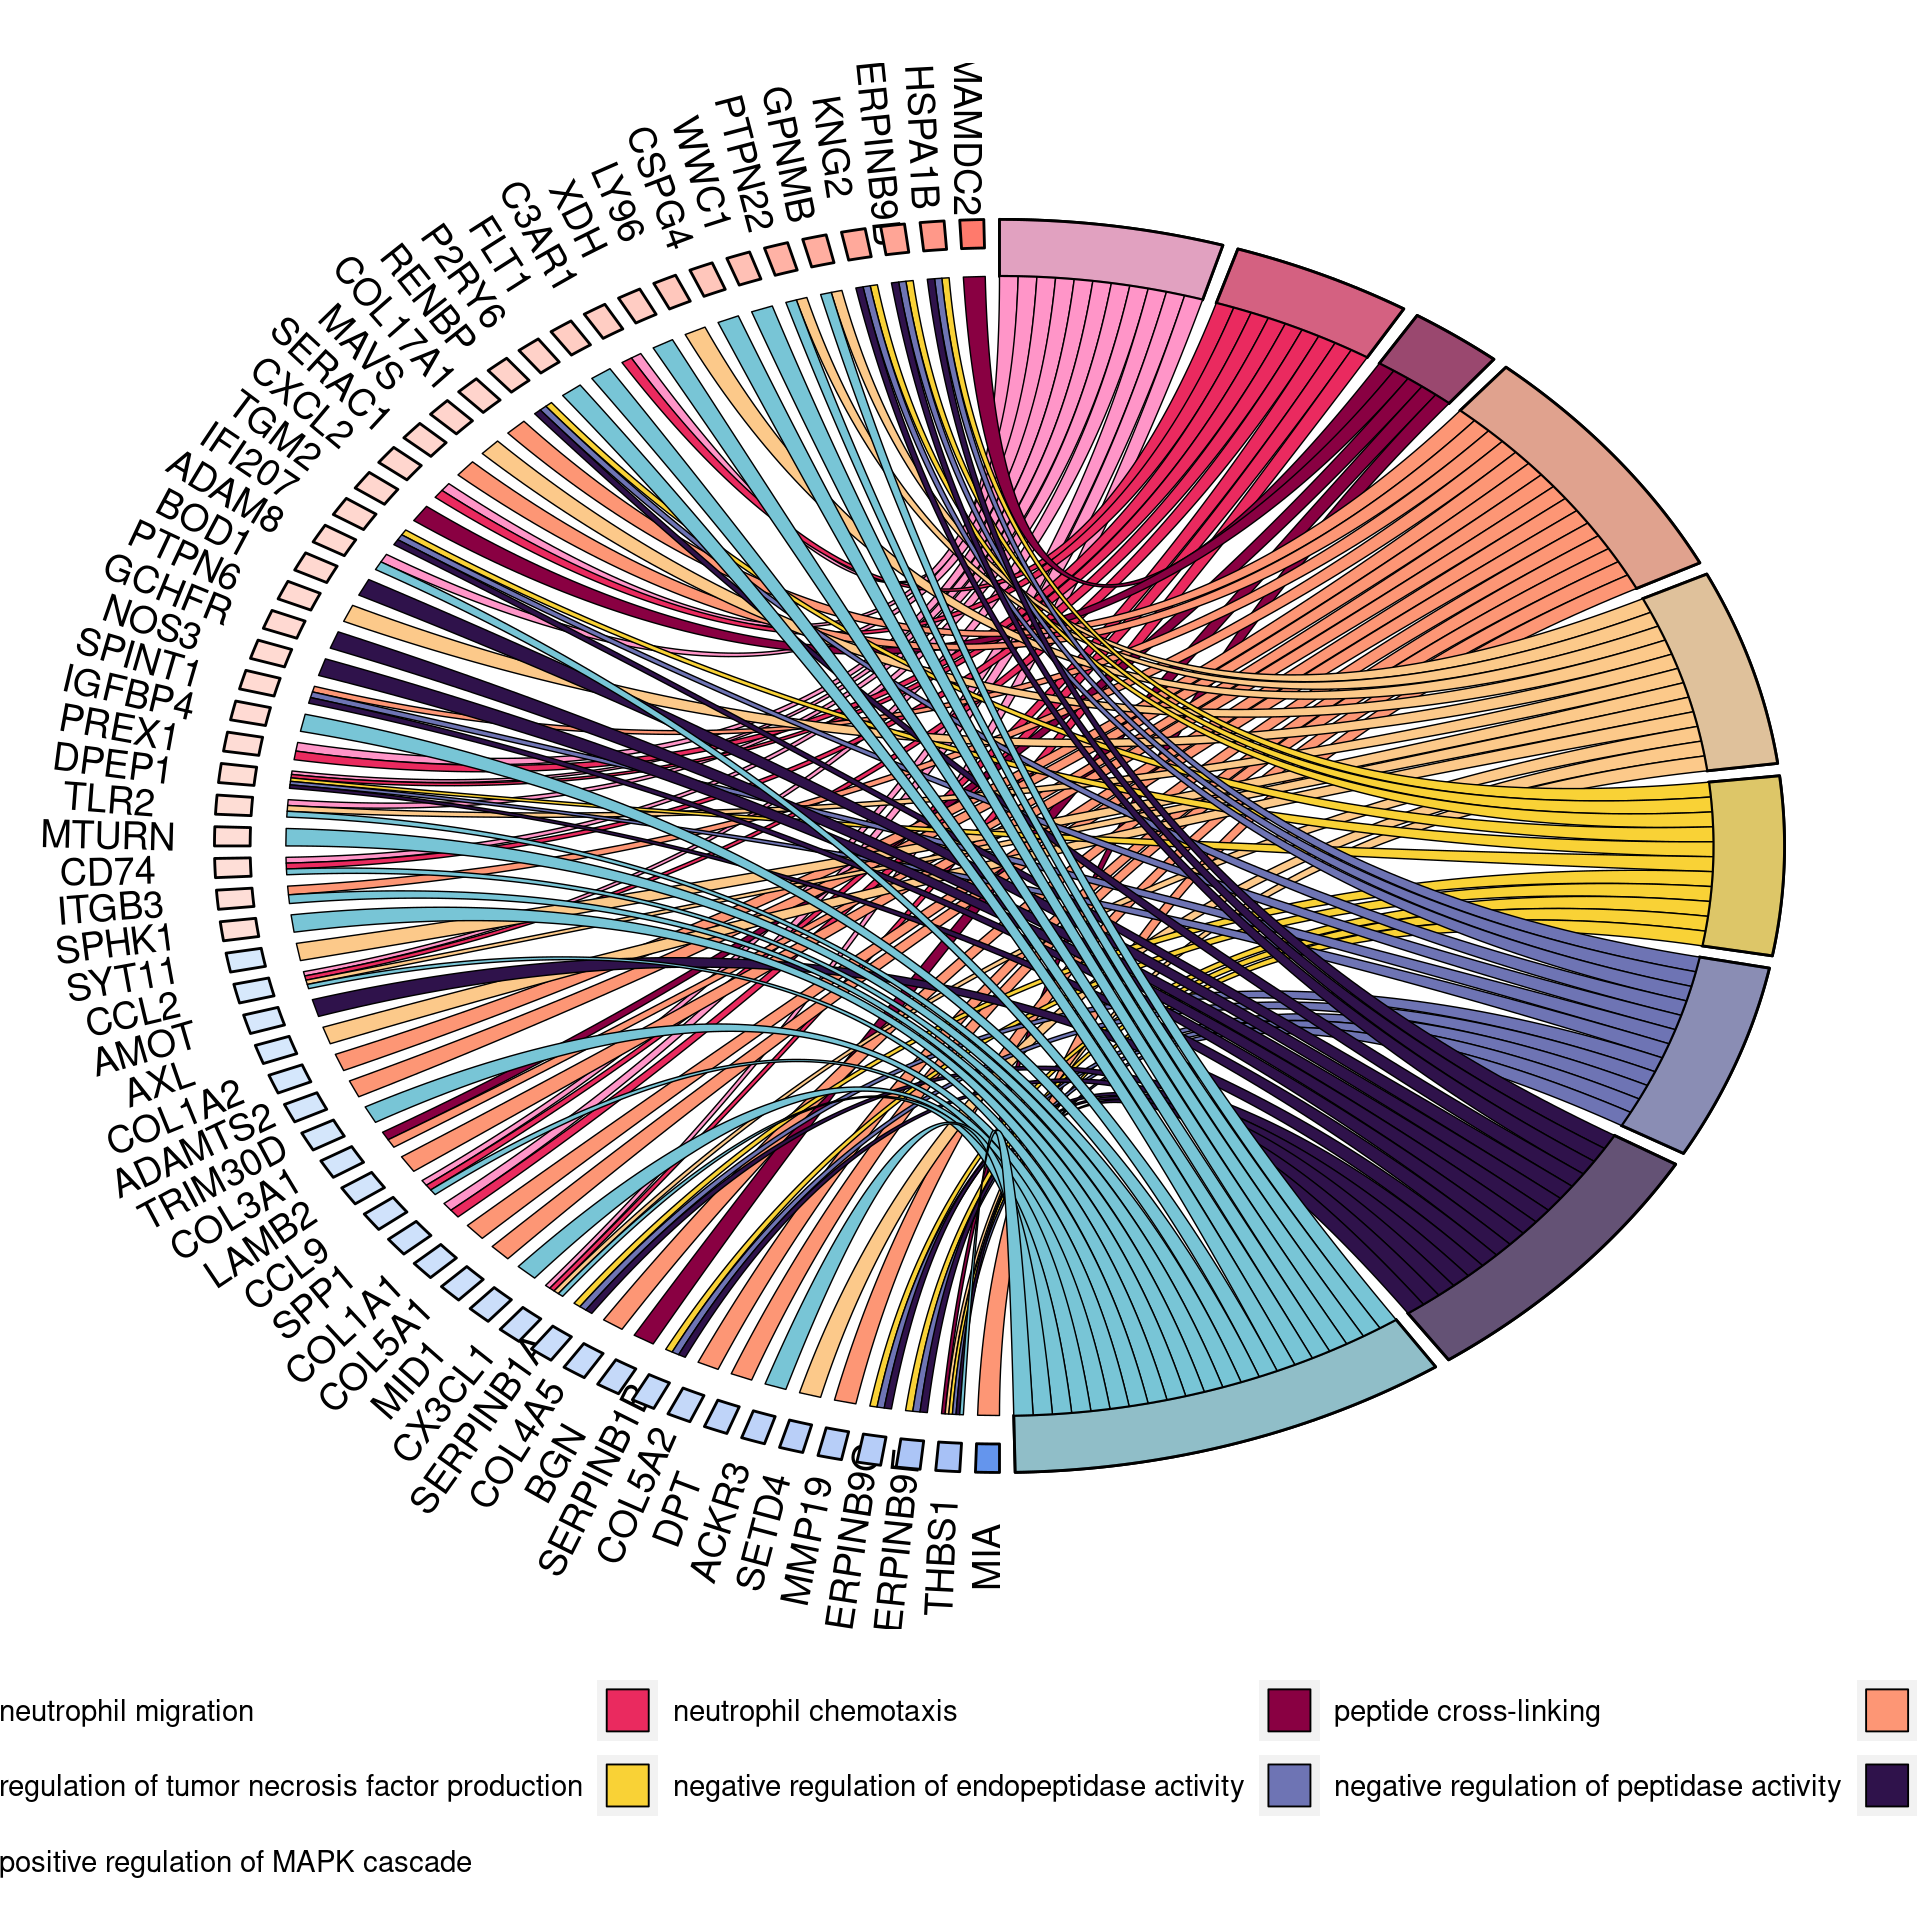 MAMDC2
HSPA1B
ERPINB9B
KNG2
GPNMB
PTPN22
WWC1
CSPG4
LY96
XDH
C3AR1
FLT1
P2RY6
RENBP
COL17A1
MAVS
SERAC1
CXCL2
TGM2
IFI207
ADAM8
BOD1
PTPN6
GCHFR
NOS3
SPINT1
IGFBP4
PREX1
DPEP1
TLR2
MTURN
CD74
ITGB3
SPHK1
SYT11
CCL2
AMOT
AXL
COL1A2
ADAMTS2
TRIM30D
COL3A1
LAMB2
CCL9
SPP1
COL1A1
COL5A1
MID1
CX3CL1
SERPINB1A
COL4A5
BGN
COL5A2
DPT
ACKR3
SETD4
MMP19
THBS1
MIA
neutrophil migration
neutrophil chemotaxis
peptide cross-linking
regulation of tumor necrosis factor production
negative regulation of endopeptidase activity
negative regulation of peptidase activity
positive regulation of MAPK cascade